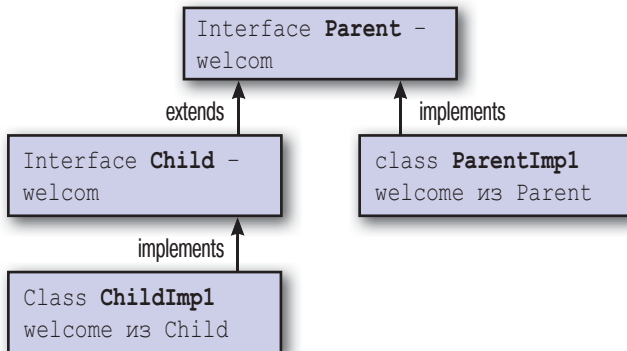 Interface Parent –
welcom
extends
implements
Interface Child –
welcom
class ParentImp1
welcome из Parent
implements
Class ChildImp1
welcome из Child